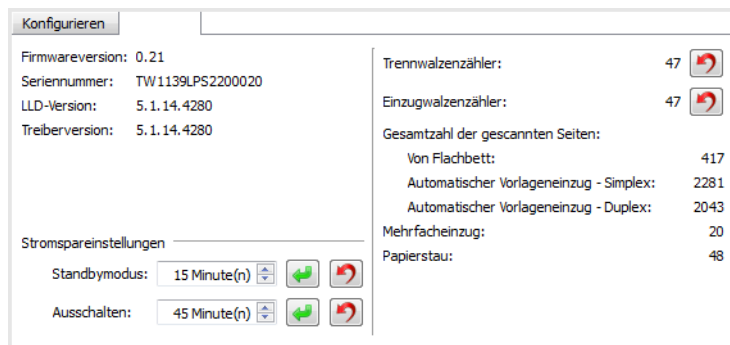 Konfigurieren
Firmwareversion: 0.21
Seriennummer: TW1139LPS2200020
LLD-Version: 5.1.14.4280
Treiberversion: 5.1.14.4280
Stromspareinstellungen
Standbymodus: 15 Minute(n)
Ausschalten: 45 Minute(n)
Trennwalzenzähler: 47
Einzugwalzenzähler: 47
Gesamtzahl der gescannten Seiten:
Von Flachbett: 417
Automatischer Vorlageneinzug - Simplex: 2281
Automatischer Vorlageneinzug - Duplex: 2043
Mehrfacheinzug: 20
Papierstau: 48